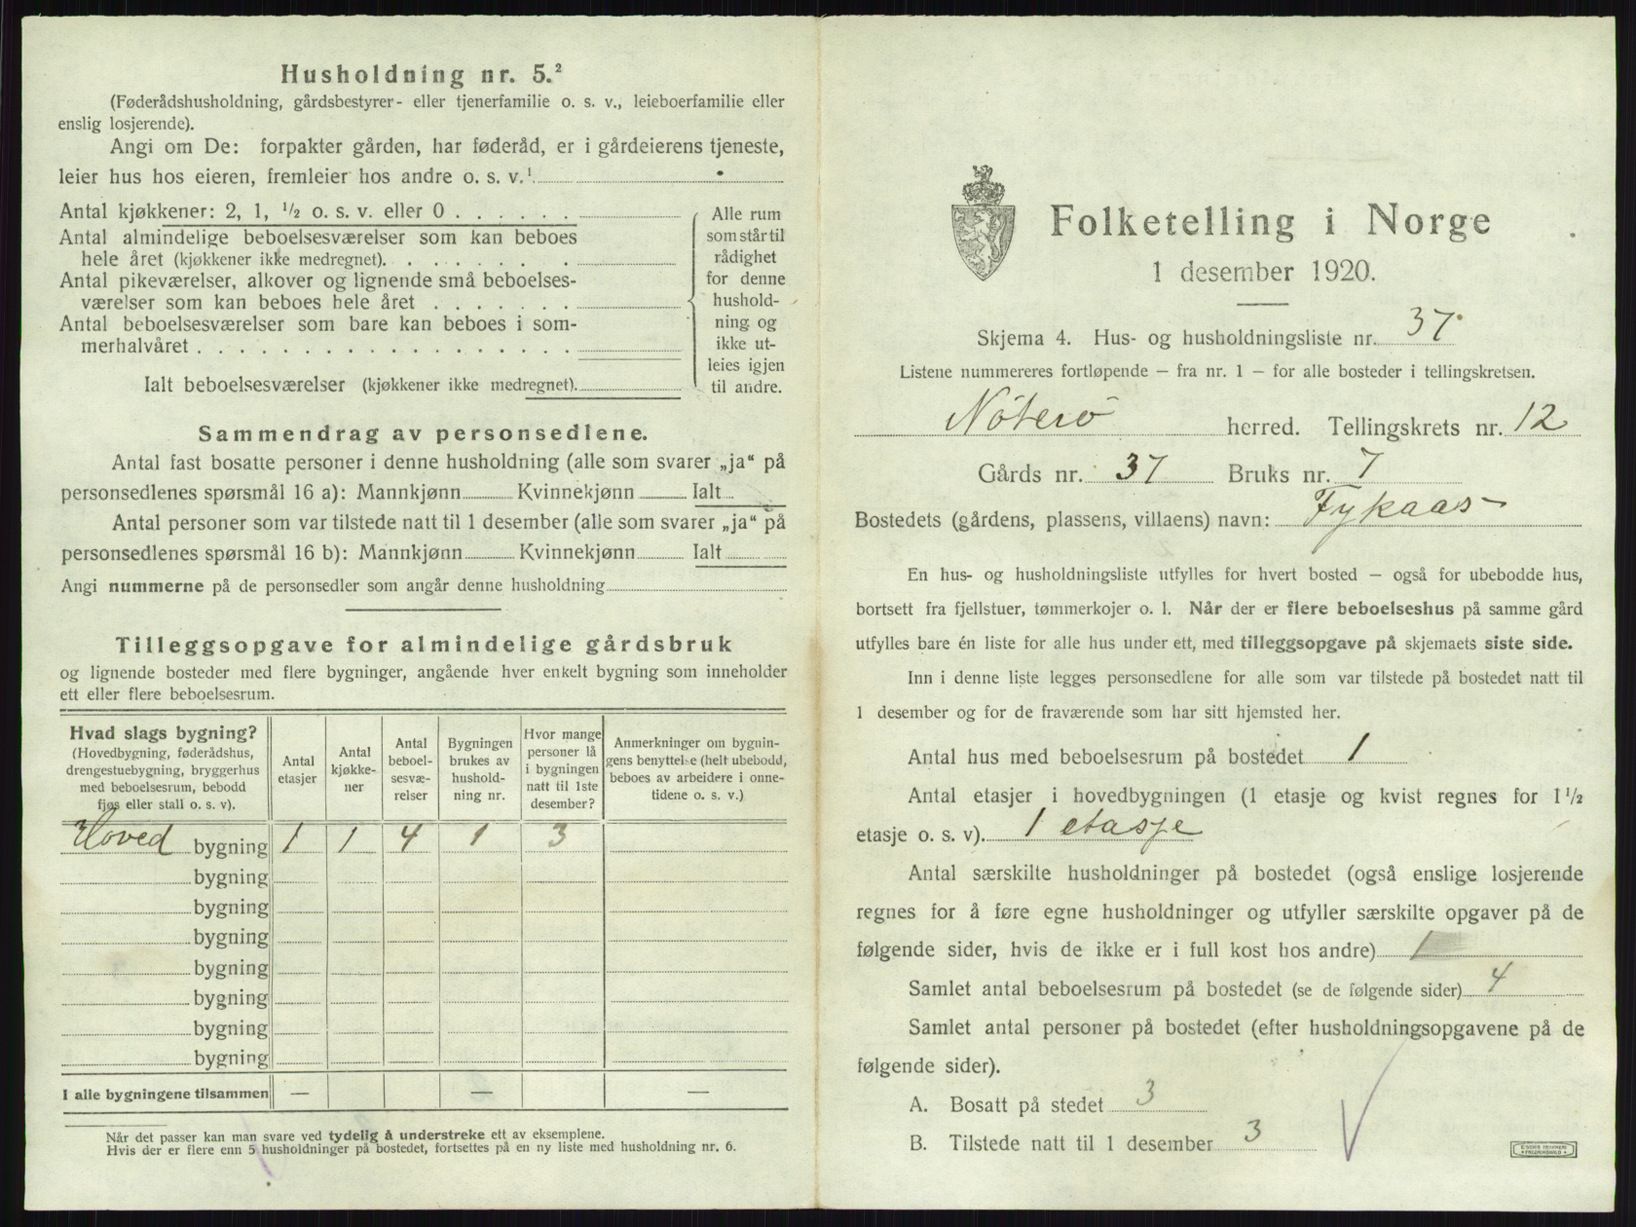 Husholdning nr. 5.²
(Føderådshusholdning, gårdsbestyrer- eller tjenerfamilie o. s. v., leieboerfamilie eller
enslig losjerende).
Angi om De: forpakter gården, har føderåd, er i gårdeierens tjeneste,
leier hus hos eieren, fremleier hos andre o. s. v.¹
Antal kjøkkener: 2, 1, ½ o. s. v. eller 0 . . . . . .
Antal almindelige beboelsesværelser som kan beboes
hele året (kjøkkener ikke medregnet). . . . . . . .
Antal pikeværelser, alkover og lignende små beboelses-
værelser som kan beboes hele året . . . . . . .
Antal beboelsesværelser som bare kan beboes i som-
merhalvåret . . . . . . . . . . . . . . . . . .
Ialt beboelsesværelser (kjøkkener ikke medregnet).
Alle rum
som står til
rådighet
for denne
hushold-
ning og
ikke ut-
leies igjen
til andre.
Sammendrag av personsedlene.
Antal fast bosatte personer i denne husholdning (alle som svarer „ja“ på
personsedlenes spørsmål 16 a): Mannkjønn Kvinnekjønn Ialt
Antal personer som var tilstede natt til 1 desember (alle som svarer „ja“ på
personsedlenes spørsmål 16 b): Mannkjønn Kvinnekjønn Ialt
Angi nummerne på de personsedler som angår denne husholdning
Tilleggsopgave for almindelige gårdsbruk
og lignende bosteder med flere bygninger, angående hver enkelt bygning som inneholder
ett eller flere beboelsesrum.
Hvad slags bygning?
(Hovedbygning, føderådshus,
drengestuebygning, bryggerhus
med beboelsesrum, bebodd
fjøs eller stall o. s. v).
Antal
etasjer
Antal
kjøkke-
ner
Antal
beboel-
sesvæ-
relser
Bygningen
brukes av
hushold-
ning nr.
Hvor mange
personer lå
i bygningen
natt til 1ste
desember?
Anmerkninger om bygnin-
gens benyttelse (helt ubebodd,
beboes av arbeidere i onne-
tidene o. s. v.)
Hoved bygning 1 1 4 1 3
bygning
bygning
bygning
bygning
bygning
bygning
bygning
I alle bygningene tilsammen — — —
Når det passer kan man svare ved tydelig å understreke ett av eksemplene.
Hvis der er flere enn 5 husholdninger på bostedet, fortsettes på en ny liste med husholdning nr. 6.
Folketelling i Norge
1 desember 1920.
Skjema 4. Hus- og husholdningsliste nr. 37
Listene nummereres fortløpende — fra nr. 1 — for alle bosteder i tellingskretsen.
Nöterö herred. Tellingskrets nr. 12
Gårds nr. 37 Bruks nr. 7
Bostedets (gårdens, plassens, villaens) navn: Fykaas
En hus- og husholdningsliste utfylles for hvert bosted — også for ubebodde hus,
bortsett fra fjellstuer, tømmerkojer o. l. Når der er flere beboelseshus på samme gård
utfylles bare én liste for alle hus under ett, med tilleggsopgave på skjemaets siste side.
Inn i denne liste legges personsedlene for alle som var tilstede på bostedet natt til
1 desember og for de fraværende som har sitt hjemsted her.
Antal hus med beboelsesrum på bostedet 1
Antal etasjer i hovedbygningen (1 etasje og kvist regnes for 1½
etasje o. s. v). 1 etasje
Antal særskilte husholdninger på bostedet (også enslige losjerende
regnes for å føre egne husholdninger og utfyller særskilte opgaver på de
følgende sider, hvis de ikke er i full kost hos andre) 1
Samlet antal beboelsesrum på bostedet (se de følgende sider) 4
Samlet antal personer på bostedet (efter husholdningsopgavene på de
følgende sider).
A. Bosatt på stedet 3
B. Tilstede natt til 1 desember 3